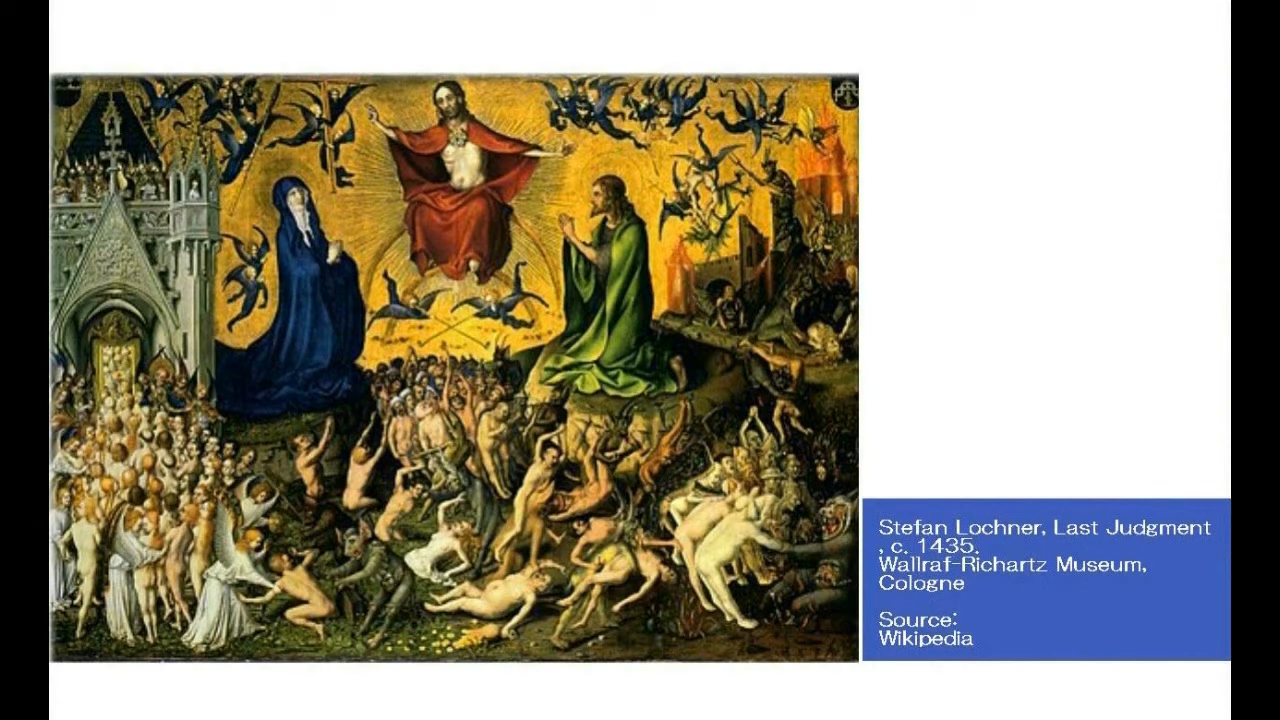 Stefan Lochner, Last Judgment
, c. 1435.
Wallraf-Richartz Museum,
Cologne
Source:
Wikipedia